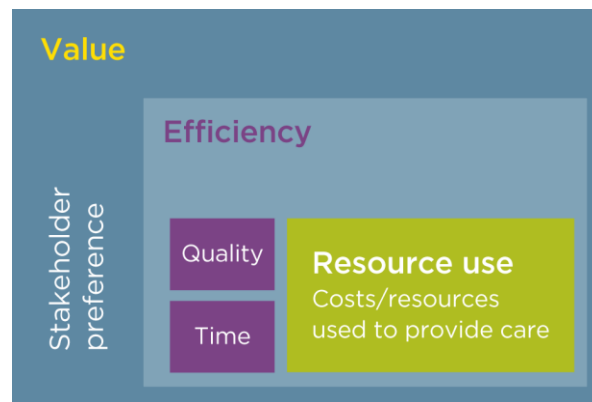 Value
Efficiency
Stakeholder
preference
Quality
Time
Resource use
Costs/resources
used to provide care